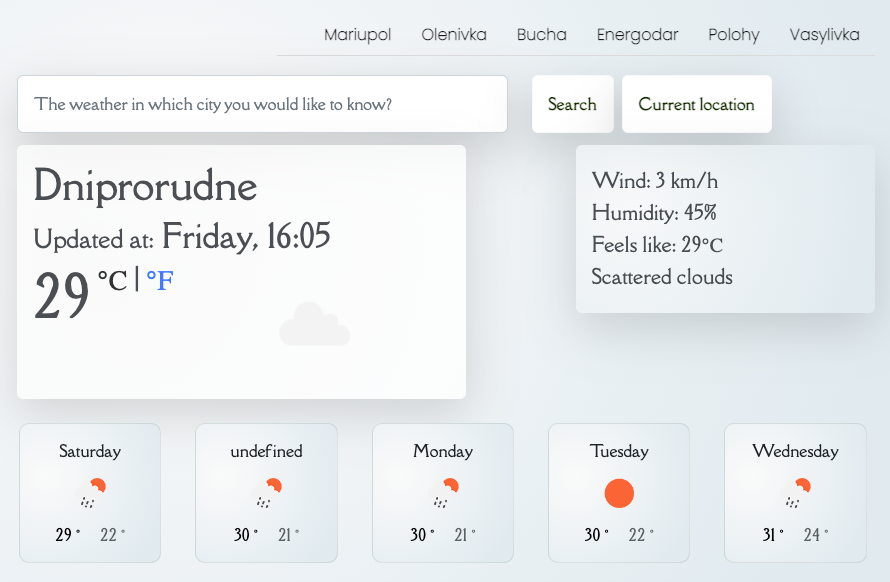 Mariupol Olenivka Bucha Energodar Polohy Vasylivka
The weather in which city you would like to know? Search Current location
Dniprorudne
Updated at: Friday, 16:05
29 °C | °F
Wind: 3 km/h
Humidity: 45%
Feels like: 29°C
Scattered clouds
Saturday undefined Monday Tuesday Wednesday
29 ° 22 ° 30 ° 21 ° 30 ° 21 ° 30 ° 22 ° 31 ° 24 °